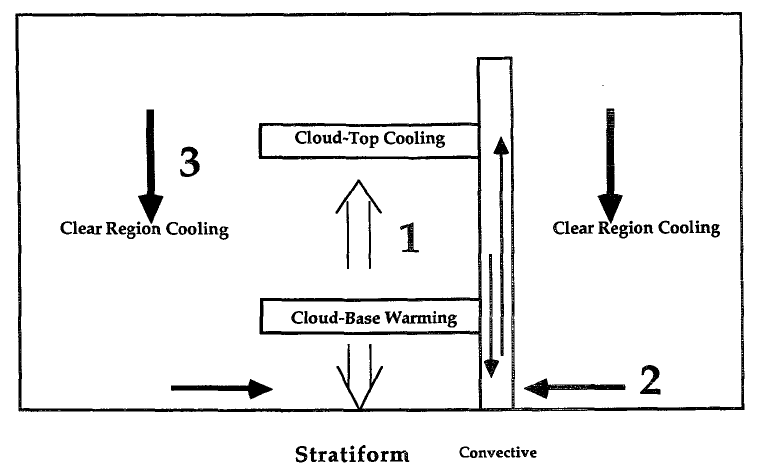 Cloud-Top Cooling
3
Clear Region Cooling
Clear Region Cooling
1
Cloud-Base Warming
2
Stratiform
Convective